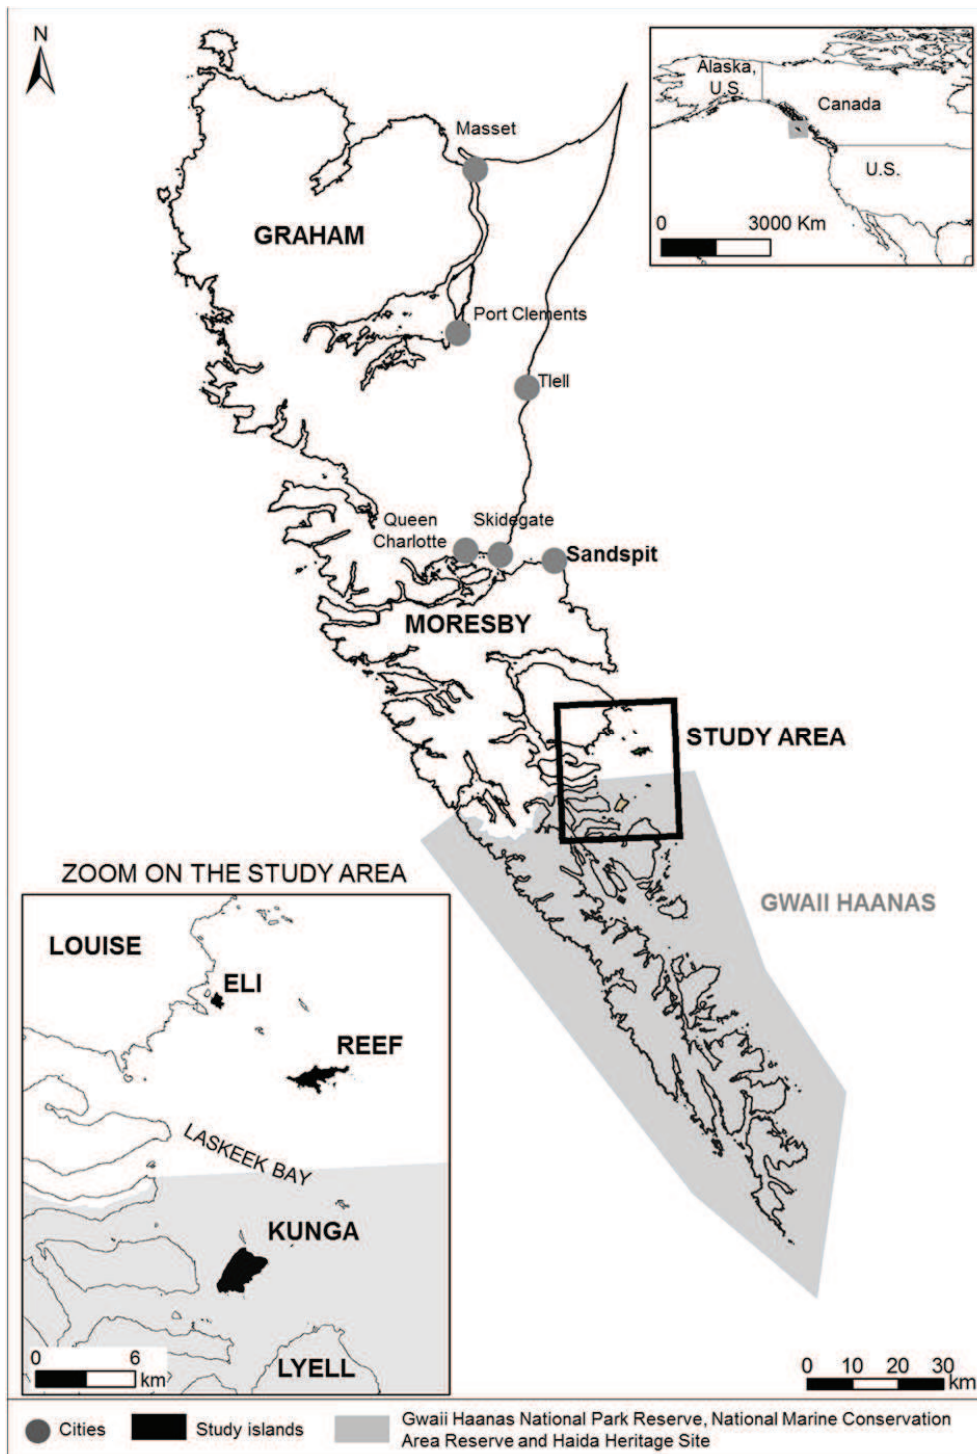 N
Alaska,
U.S.
Canada
U.S.
0 3000 Km
Masset
GRAHAM
Port Clements
Tlell
Queen
Charlotte
Skidegate
Sandspit
MORESBY
STUDY AREA
GWAII HAANAS
ZOOM ON THE STUDY AREA
LOUISE
ELI
REEF
LASKEEK BAY
KUNGA
LYELL
0 6
km
0 10 20 30
km
Cities
Study islands
Gwaii Haanas National Park Reserve, National Marine Conservation
Area Reserve and Haida Heritage Site